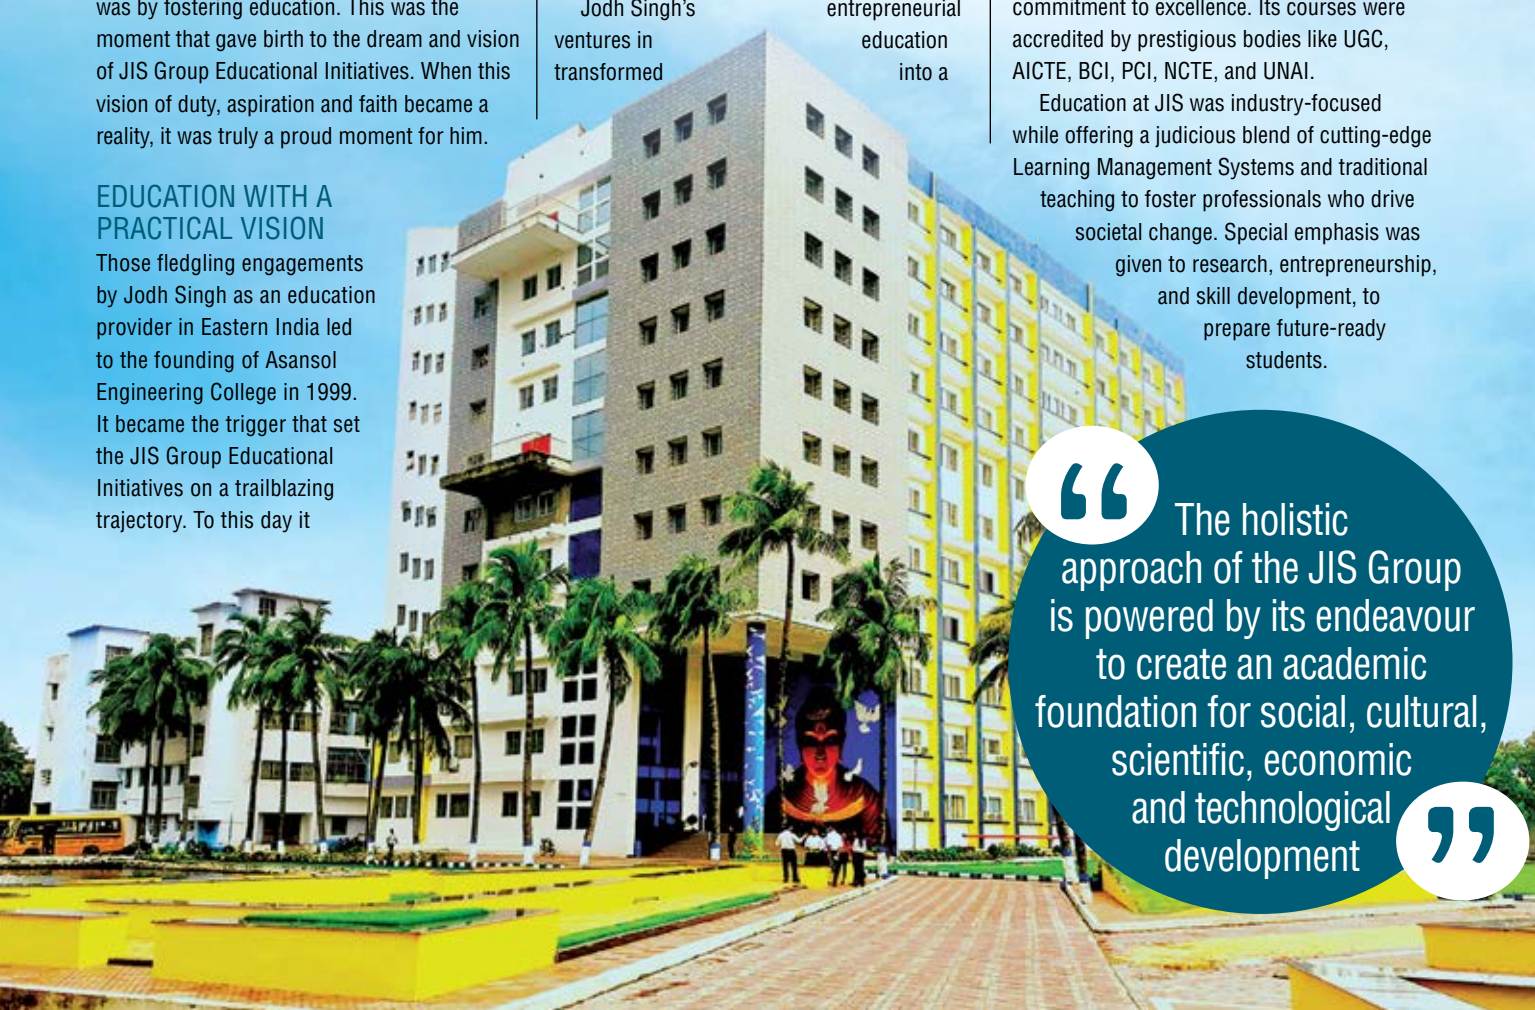 was by fostering education. This was the
moment that gave birth to the dream and vision
of JIS Group Educational Initiatives. When this
vision of duty, aspiration and faith became a
reality, it was truly a proud moment for him.
EDUCATION WITH A
PRACTICAL VISION
Those fledgling engagements
by Jodh Singh as an education
provider in Eastern India led
to the founding of Asansol
Engineering College in 1999.
It became the trigger that set
the JIS Group Educational
Initiatives on a trailblazing
trajectory. To this day it
Jodh Singh’s entrepreneurial
ventures in education
transformed into a
commitment to excellence. Its courses were
accredited by prestigious bodies like UGC,
AICTE, BCI, PCI, NCTE, and UNAI.
Education at JIS was industry-focused
while offering a judicious blend of cutting-edge
Learning Management Systems and traditional
teaching to foster professionals who drive
societal change. Special emphasis was
given to research, entrepreneurship,
and skill development, to
prepare future-ready
students.
“The holistic
approach of the JIS Group
is powered by its endeavour
to create an academic
foundation for social, cultural,
scientific, economic
and technological
development”